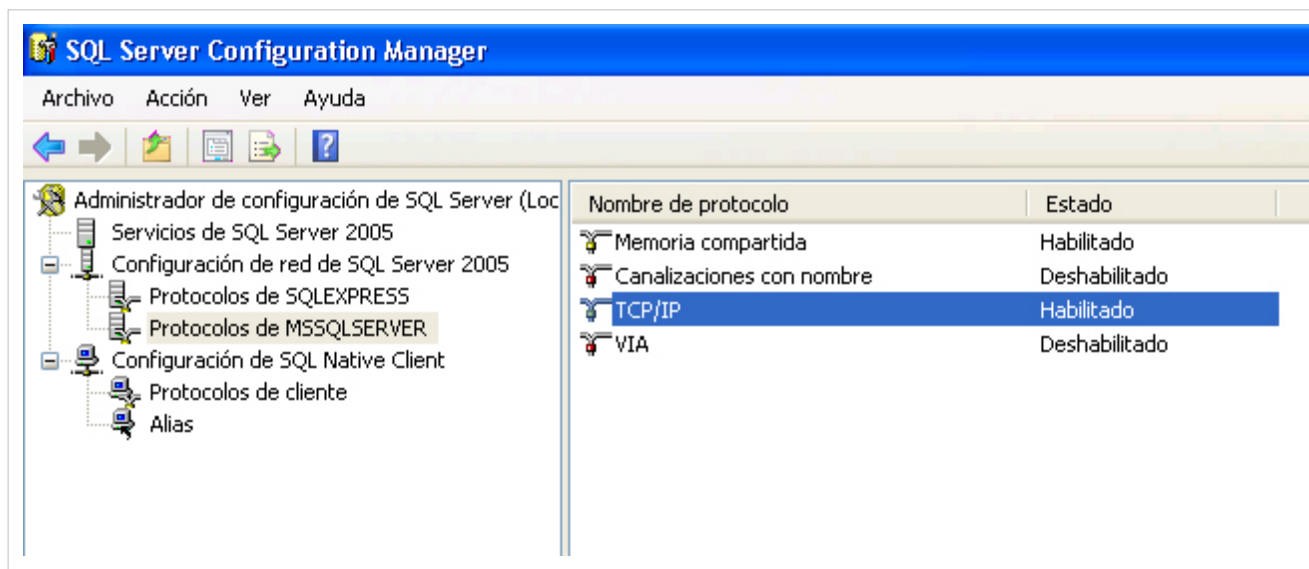 SQL Server Configuration Manager
Archivo Acción Ver Ayuda
Administrador de configuración de SQL Server (Loc
Servicios de SQL Server 2005
Configuración de red de SQL Server 2005
Protocolos de SQLEXPRESS
Protocolos de MSSQLSERVER
Configuración de SQL Native Client
Protocolos de cliente
Alias
Nombre de protocolo Estado
Memoria compartida Habilitado
Canalizaciones con nombre Deshabilitado
TCP/IP Habilitado
VIA Deshabilitado